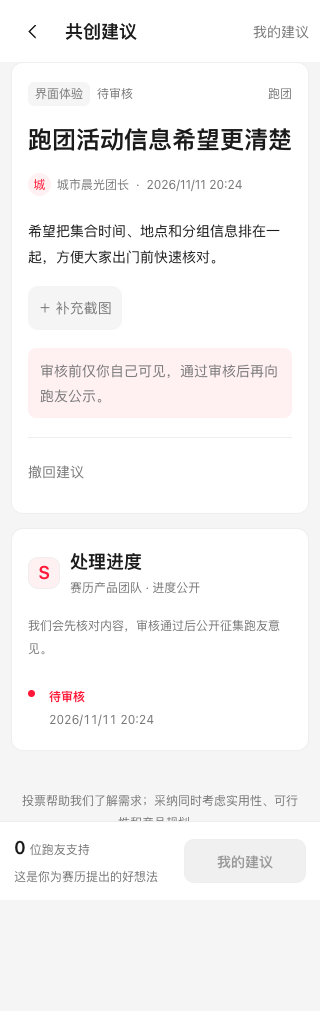 共创建议
我的建议
界面体验 待审核 跑团
跑团活动信息希望更清楚
城 城市晨光团长 · 2026/11/11 20:24
希望把集合时间、地点和分组信息排在一
起，方便大家出门前快速核对。
+ 补充截图
审核前仅你自己可见，通过审核后再向
跑友公示。
撤回建议
S 处理进度
赛历产品团队 · 进度公开
我们会先核对内容，审核通过后公开征集跑友意
见。
待审核
2026/11/11 20:24
投票帮助我们了解需求；采纳同时考虑实用性、可行
性和产品规划
0 位跑友支持
这是你为赛历提出的好想法
我的建议